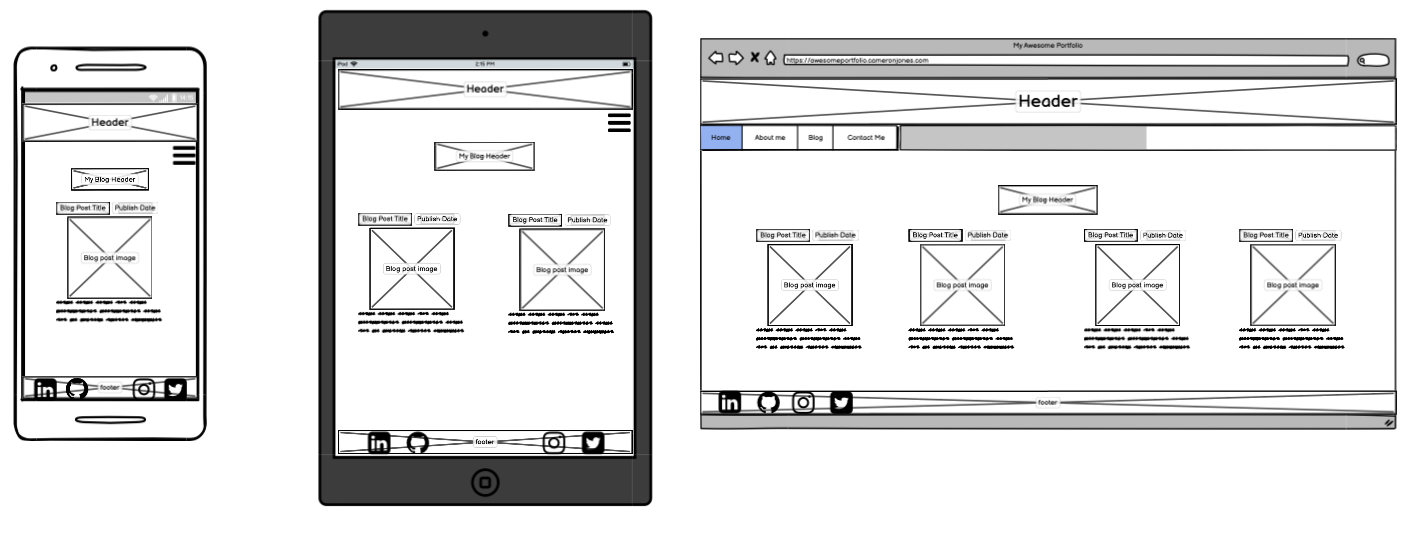 Header
My Blog Header
Blog Post Title Publish Date
Blog post image
in footer
iPod 2:15 PM
Header
My Blog Header
Blog Post Title Publish Date Blog Post Title Publish Date
Blog post image Blog post image
in footer
My Awesome Portfolio
https://awesomeportfolio.cameronjones.com
Header
Home About me Blog Contact Me
My Blog Header
Blog Post Title Publish Date Blog Post Title Publish Date Blog Post Title Publish Date Blog Post Title Publish Date
Blog post image Blog post image Blog post image Blog post image
in footer